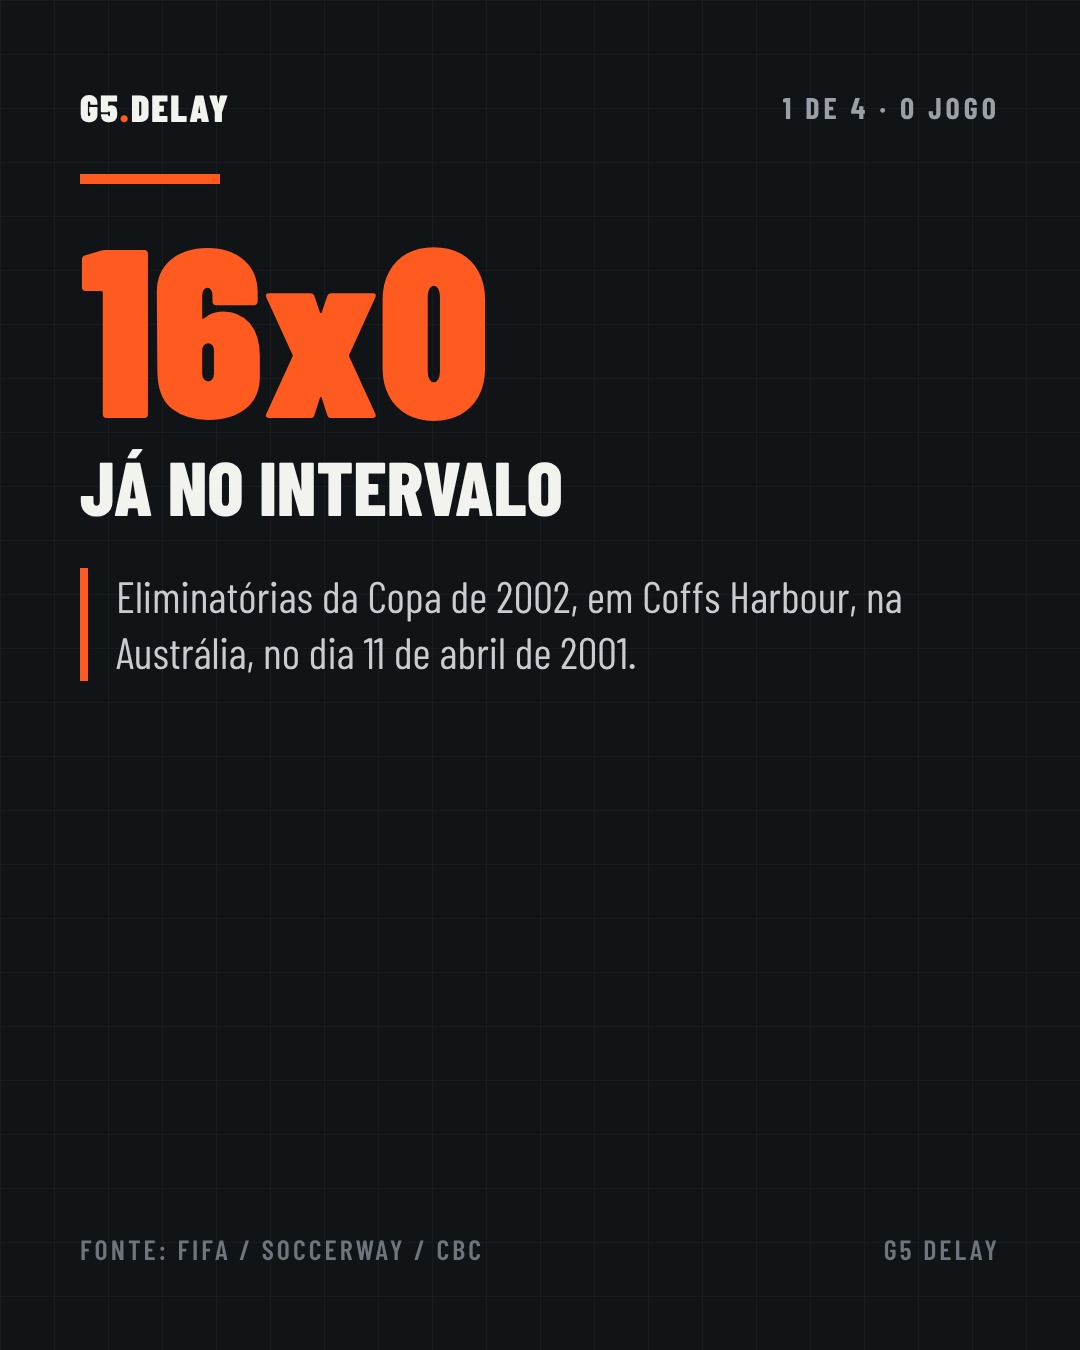 G5.DELAY
1 DE 4 · O JOGO
16x0
JÁ NO INTERVALO
Eliminatórias da Copa de 2002, em Coffs Harbour, na
Austrália, no dia 11 de abril de 2001.
FONTE: FIFA / SOCCERWAY / CBC
G5 DELAY